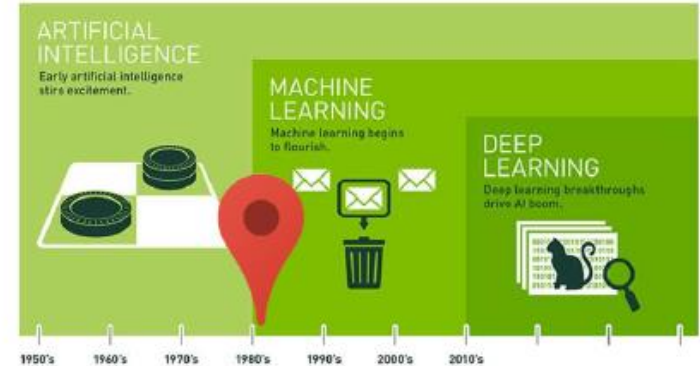 ARTIFICIAL
INTELLIGENCE
Early artificial intelligence
stirs excitement.
MACHINE
LEARNING
Machine learning begins
to flourish.
DEEP
LEARNING
Deep learning breakthroughs
drive AI boom.
1950's 1960's 1970's 1980's 1990's 2000's 2010's